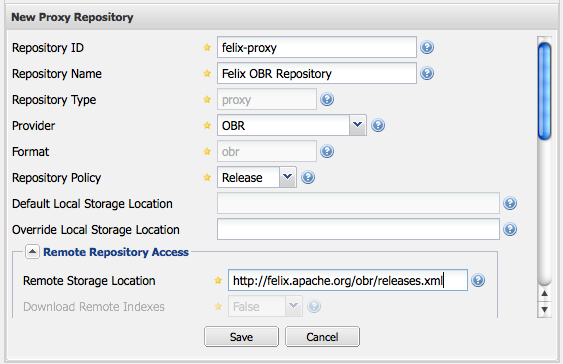 New Proxy Repository
Repository ID felix-proxy
Repository Name Felix OBR Repository
Repository Type proxy
Provider OBR
Format obr
Repository Policy Release
Default Local Storage Location
Override Local Storage Location
Remote Repository Access
Remote Storage Location http://felix.apache.org/obr/releases.xml
Download Remote Indexes False
Save Cancel